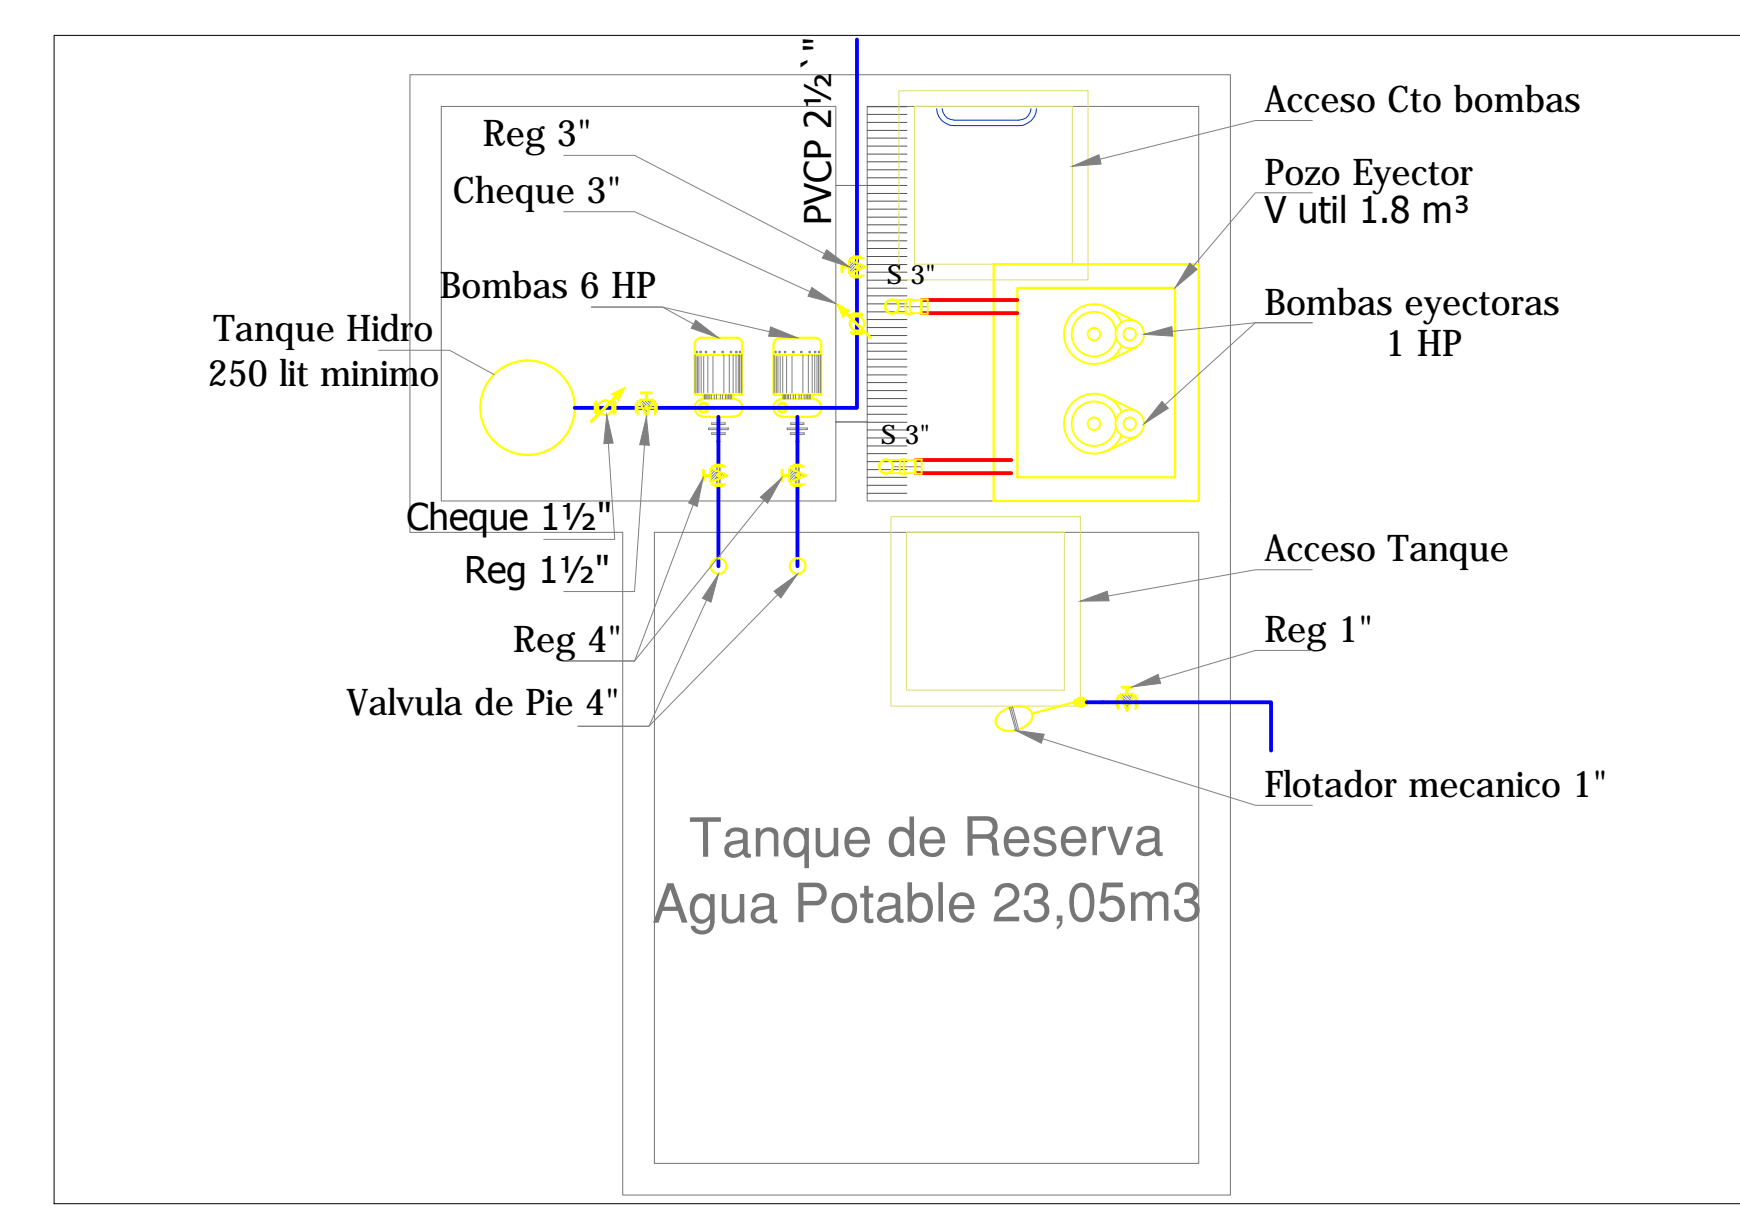 PVCP 2½`"
Reg 3"
Cheque 3"
Bombas 6 HP
Tanque Hidro
250 lit minimo
Cheque 1½"
Reg 1½"
Reg 4"
Valvula de Pie 4"
S 3"
S 3"
Acceso Cto bombas
Pozo Eyector
V util 1.8 m³
Bombas eyectoras
1 HP
Acceso Tanque
Reg 1"
Flotador mecanico 1"
Tanque de Reserva
Agua Potable 23,05m3